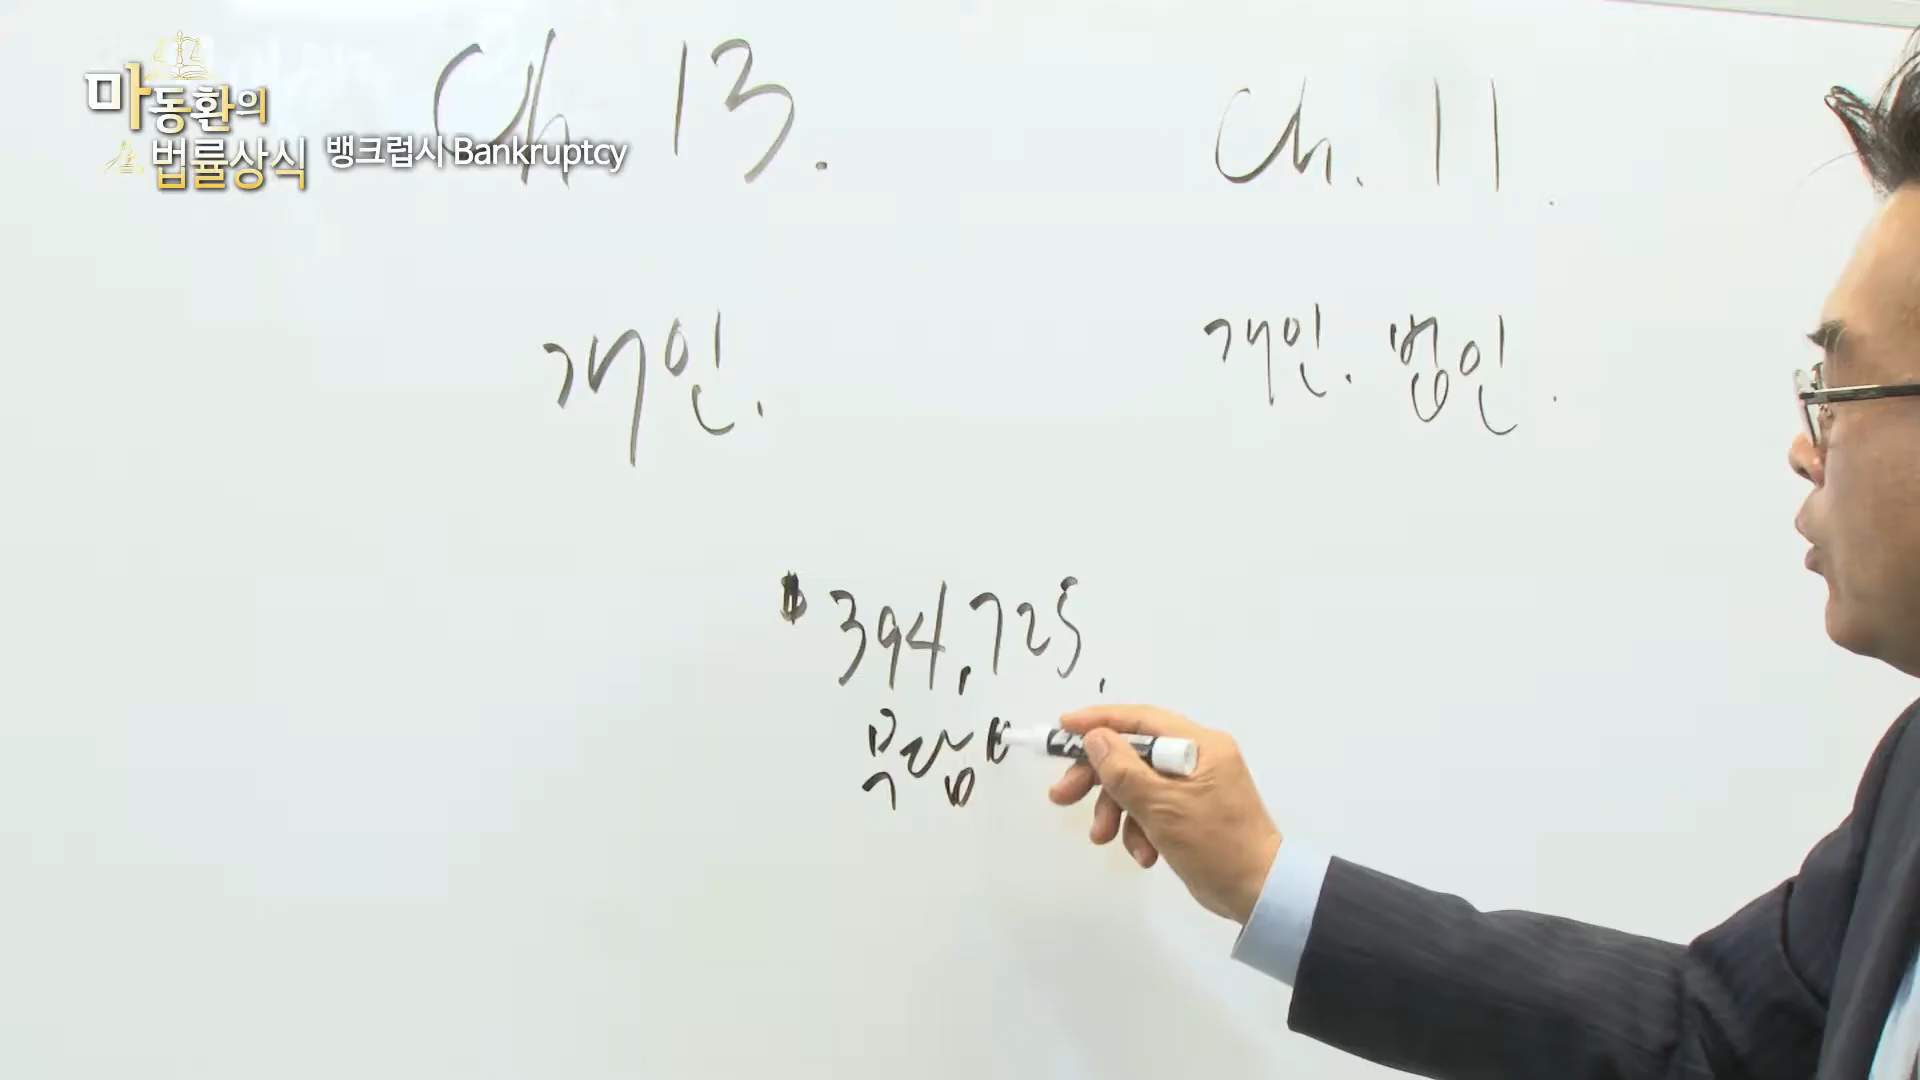 마동환의
법률상식 뱅크럽시 Bankruptcy
Ch 13.
Ch. 11.
개인.
개인. 법인.
$394,725.
무담보